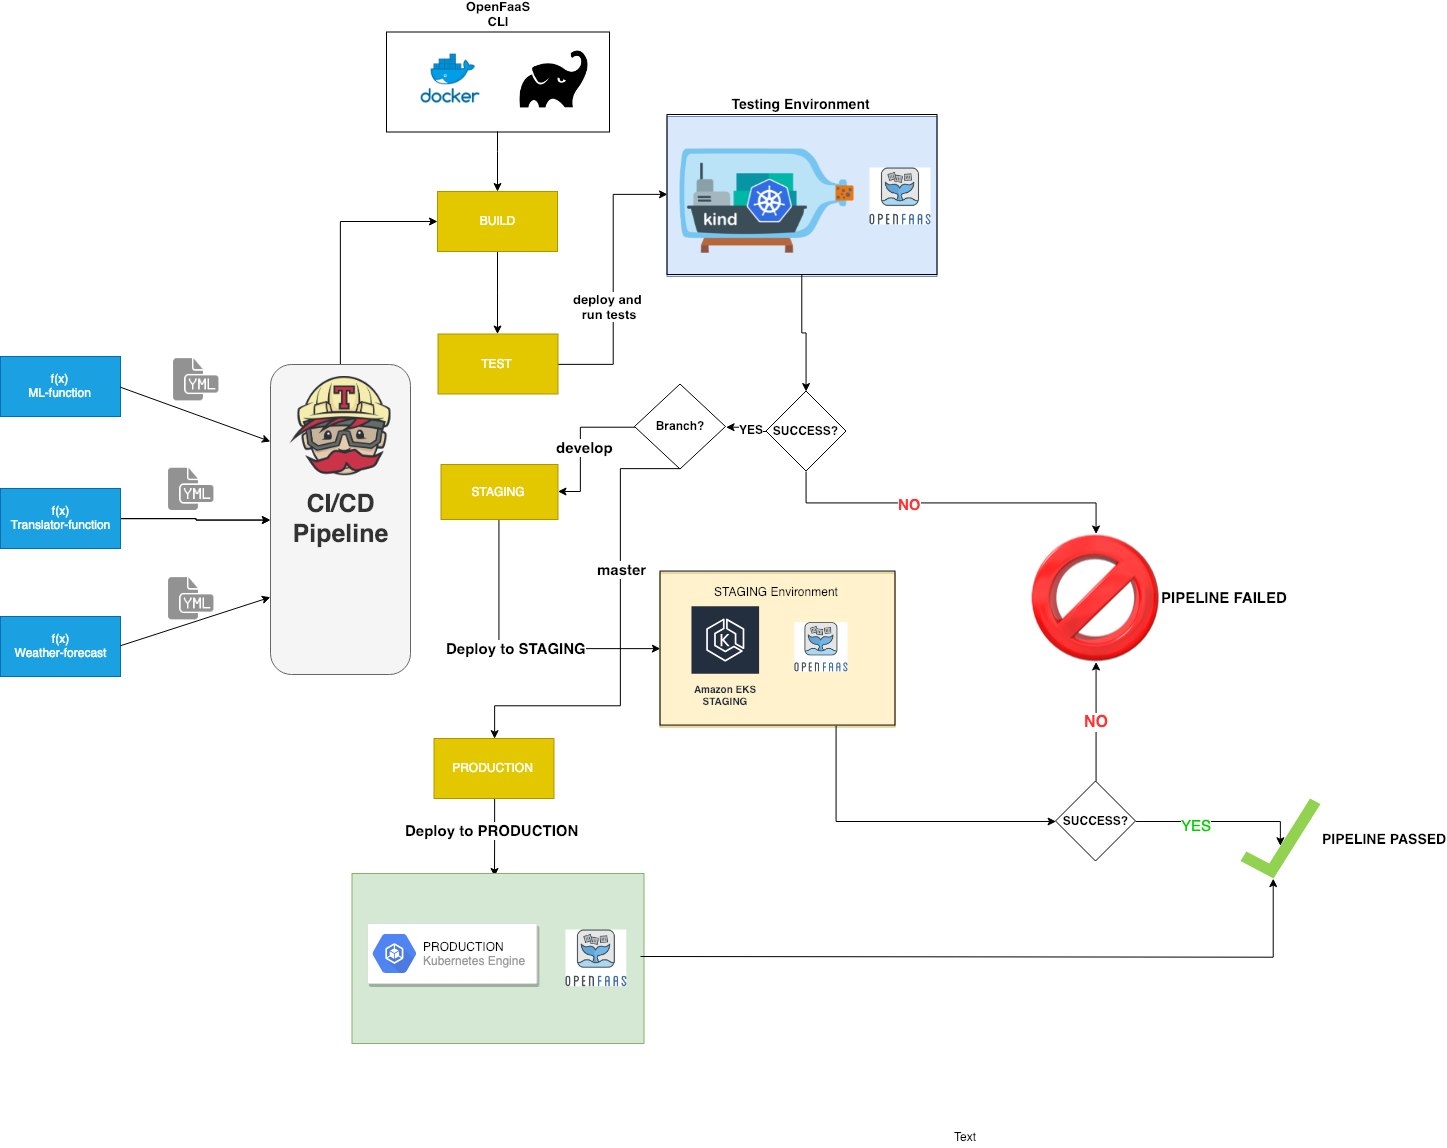 OpenFaaS
CLI
docker
Testing Environment
kind
OPENFAAS
BUILD
deploy and
run tests
TEST
f(x)
ML-function
YML
Branch?
YES
SUCCESS?
develop
STAGING
NO
CI/CD
Pipeline
YML
f(x)
Translator-function
master
STAGING Environment
K
Amazon EKS
STAGING
OPENFAAS
PIPELINE FAILED
YML
f(x)
Weather-forecast
Deploy to STAGING
NO
PRODUCTION
SUCCESS?
YES
PIPELINE PASSED
Deploy to PRODUCTION
PRODUCTION
Kubernetes Engine
OPENFAAS
Text